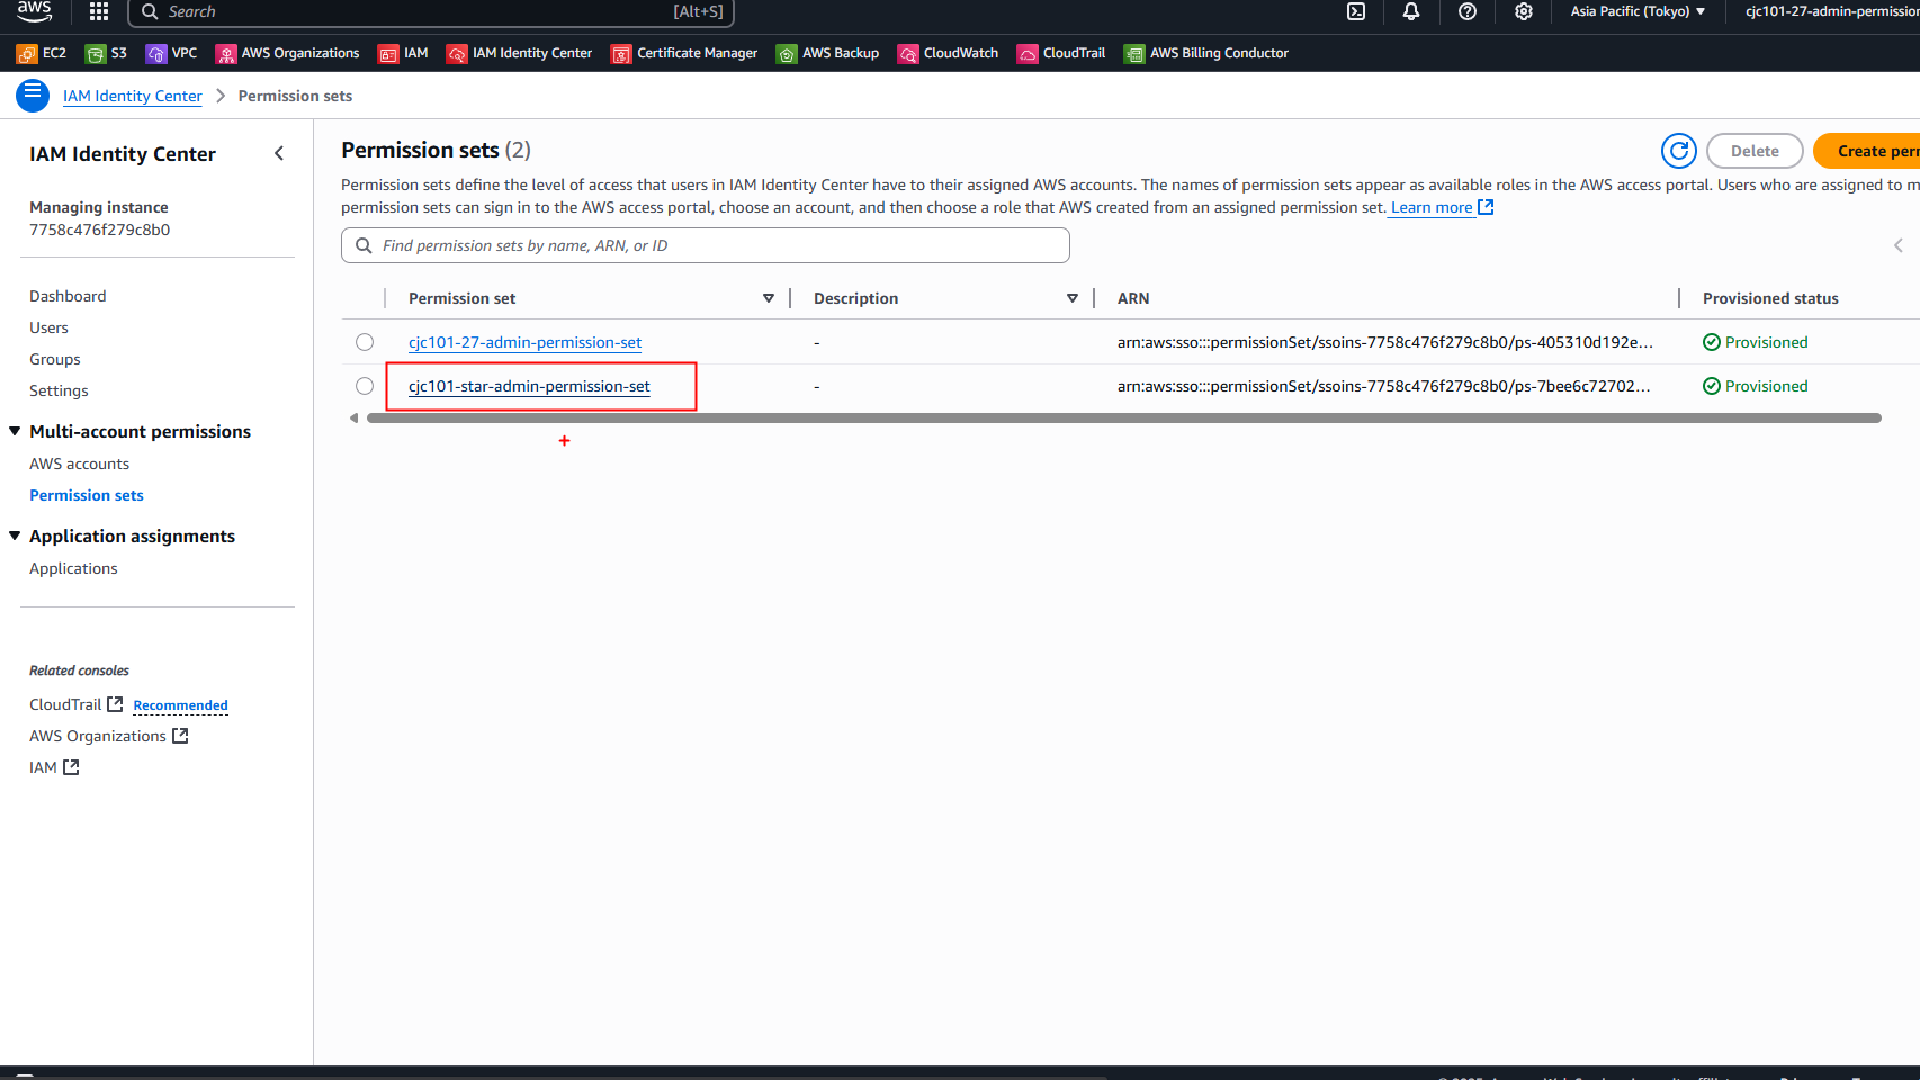 aws
Search
[Alt+S]
Asia Pacific (Tokyo) ▼
cjc101-27-admin-permission
EC2
S3
VPC
AWS Organizations
IAM
IAM Identity Center
Certificate Manager
AWS Backup
CloudWatch
CloudTrail
AWS Billing Conductor
IAM Identity Center > Permission sets
IAM Identity Center
Managing instance
7758c476f279c8b0
Dashboard
Users
Groups
Settings
Multi-account permissions
AWS accounts
Permission sets
Application assignments
Applications
Related consoles
CloudTrail Recommended
AWS Organizations
IAM
Permission sets (2)
Delete
Create
Permission sets define the level of access that users in IAM Identity Center have to their assigned AWS accounts. The names of permission sets appear as available roles in the AWS access portal. Users who are assigned to
permission sets can sign in to the AWS access portal, choose an account, and then choose a role that AWS created from an assigned permission set. Learn more
Find permission sets by name, ARN, or ID
Permission set
Description
ARN
Provisioned status
cjc101-27-admin-permission-set
-
arn:aws:sso:::permissionSet/ssoins-7758c476f279c8b0/ps-405310d192e...
Provisioned
cjc101-star-admin-permission-set
-
arn:aws:sso:::permissionSet/ssoins-7758c476f279c8b0/ps-7bee6c72702...
Provisioned